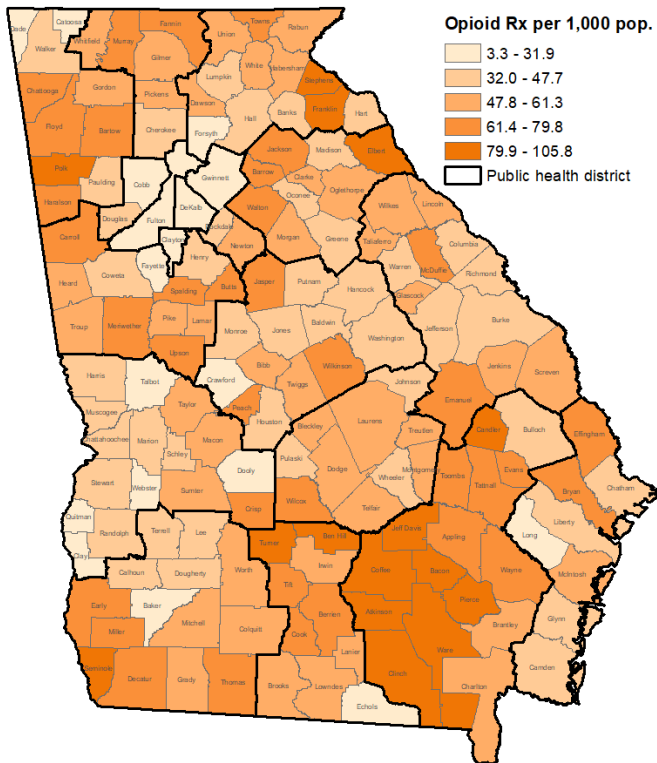 Opioid Rx per 1,000 pop.
3.3 - 31.9
32.0 - 47.7
47.8 - 61.3
61.4 - 79.8
79.9 - 105.8
Public health district
Dade
Catoosa
Walker
Whitfield
Murray
Fannin
Gilmer
Union
Towns
Rabun
White
Habersham
Lumpkin
Stephens
Chattooga
Gordon
Pickens
Dawson
Hall
Banks
Franklin
Hart
Floyd
Bartow
Cherokee
Forsyth
Jackson
Madison
Elbert
Polk
Paulding
Cobb
Gwinnett
Barrow
Clarke
Oconee
Oglethorpe
Wilkes
Lincoln
Haralson
Douglas
Fulton
DeKalb
Rockdale
Walton
Morgan
Greene
Taliaferro
Columbia
Carroll
Clayton
Fayette
Henry
Newton
Warren
McDuffie
Richmond
Heard
Coweta
Spalding
Butts
Jasper
Putnam
Hancock
Glascock
Burke
Jefferson
Troup
Meriwether
Pike
Lamar
Monroe
Jones
Baldwin
Washington
Upson
Jenkins
Screven
Harris
Talbot
Crawford
Bibb
Twiggs
Wilkinson
Johnson
Emanuel
Muscogee
Taylor
Peach
Houston
Bleckley
Laurens
Treutlen
Candler
Bulloch
Effingham
Chattahoochee
Marion
Schley
Macon
Pulaski
Dodge
Wheeler
Montgomery
Toombs
Tattnall
Evans
Bryan
Chatham
Stewart
Webster
Sumter
Dooly
Wilcox
Telfair
Long
Liberty
Quitman
Randolph
Terrell
Lee
Crisp
Turner
Ben Hill
Jeff Davis
Appling
Wayne
McIntosh
Clay
Calhoun
Dougherty
Worth
Tift
Irwin
Coffee
Bacon
Early
Baker
Mitchell
Colquitt
Berrien
Atkinson
Pierce
Brantley
Glynn
Miller
Cook
Lanier
Ware
Camden
Seminole
Decatur
Grady
Thomas
Brooks
Lowndes
Clinch
Echols
Charlton